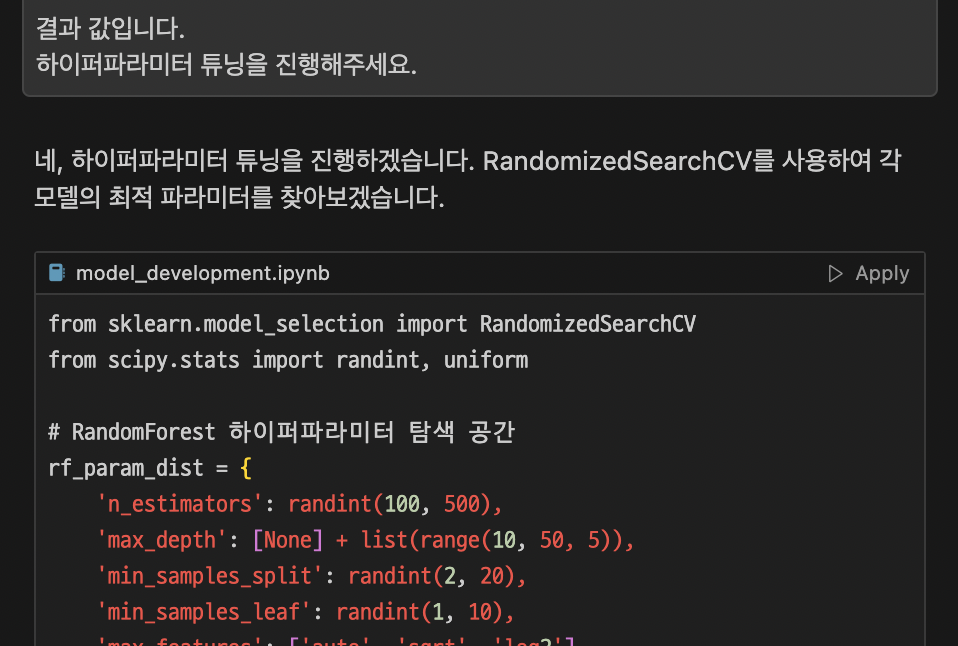 결과 값입니다.
하이퍼파라미터 튜닝을 진행해주세요.
네, 하이퍼파라미터 튜닝을 진행하겠습니다. RandomizedSearchCV를 사용하여 각
모델의 최적 파라미터를 찾아보겠습니다.
model_development.ipynb Apply
from sklearn.model_selection import RandomizedSearchCV
from scipy.stats import randint, uniform
# RandomForest 하이퍼파라미터 탐색 공간
rf_param_dist = {
    'n_estimators': randint(100, 500),
    'max_depth': [None] + list(range(10, 50, 5)),
    'min_samples_split': randint(2, 20),
    'min_samples_leaf': randint(1, 10),
    'max_features': ['auto', 'sqrt', 'log2']